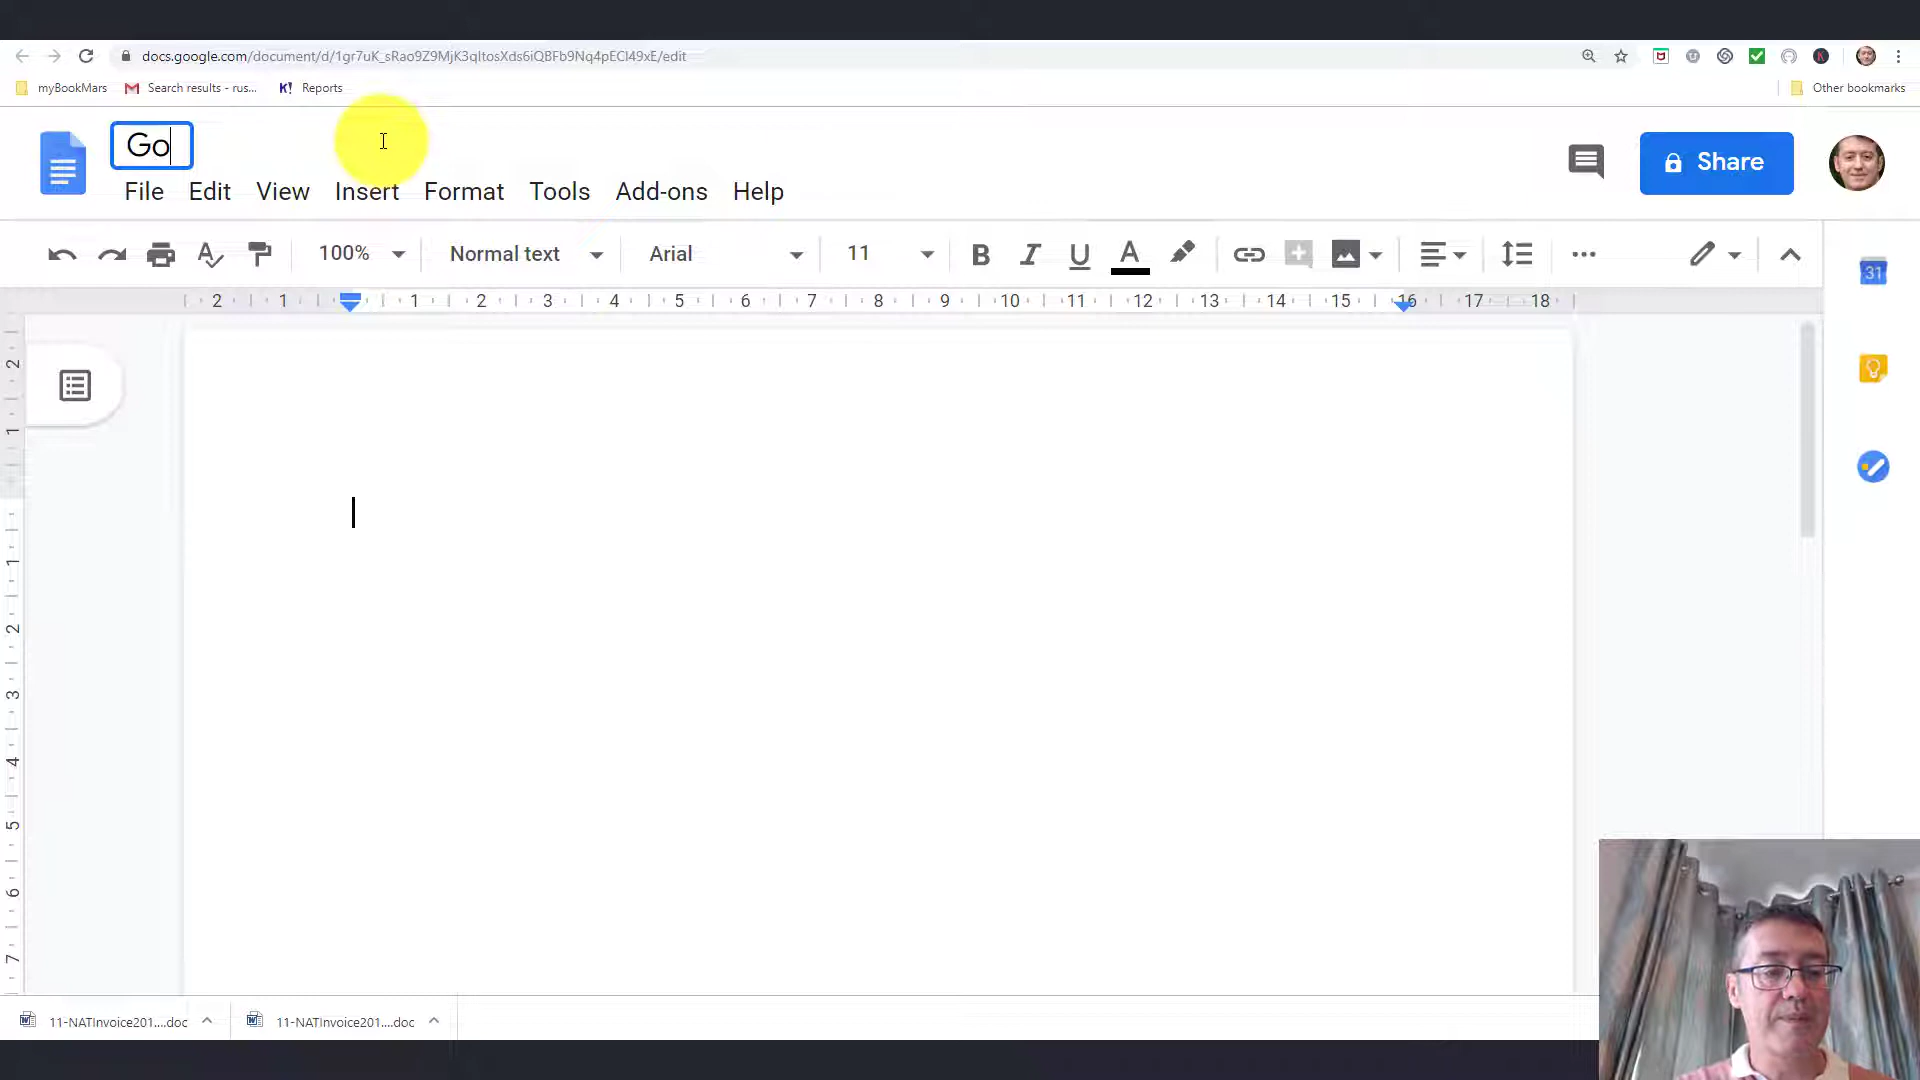 docs.google.com/document/d/1gr7uK_sRao9Z9MjK3qItosXds6iQBFb9Nq4pECl49xE/edit
myBookMars Search results - rus... K! Reports Other bookmarks
Go
Share
File Edit View Insert Format Tools Add-ons Help
100% Normal text Arial 11 B I U A
31
2 1 1 2 3 4 5 6 7 8 9 10 11 12 13 14 15 16 17 18
2
1
1
2
3
4
5
6
7
11-NATInvoice201....doc 11-NATInvoice201....doc